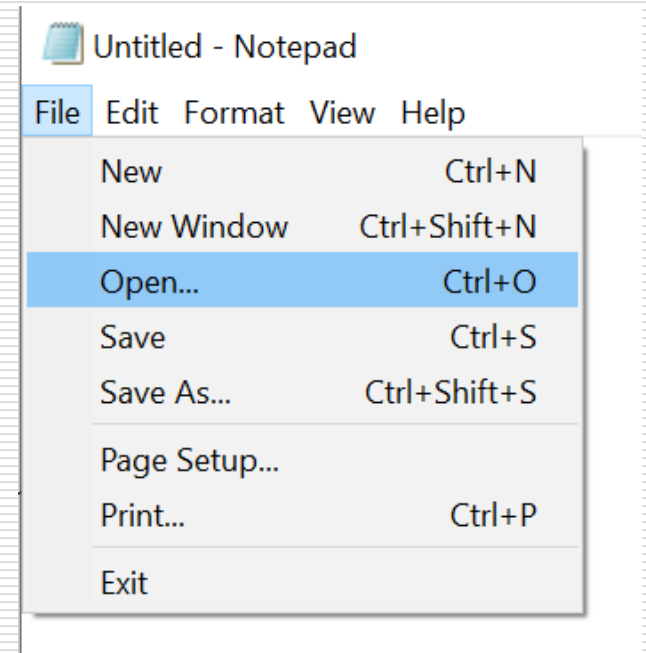 Untitled - Notepad
File Edit Format View Help
New Ctrl+N
New Window Ctrl+Shift+N
Open... Ctrl+O
Save Ctrl+S
Save As... Ctrl+Shift+S
Page Setup...
Print... Ctrl+P
Exit